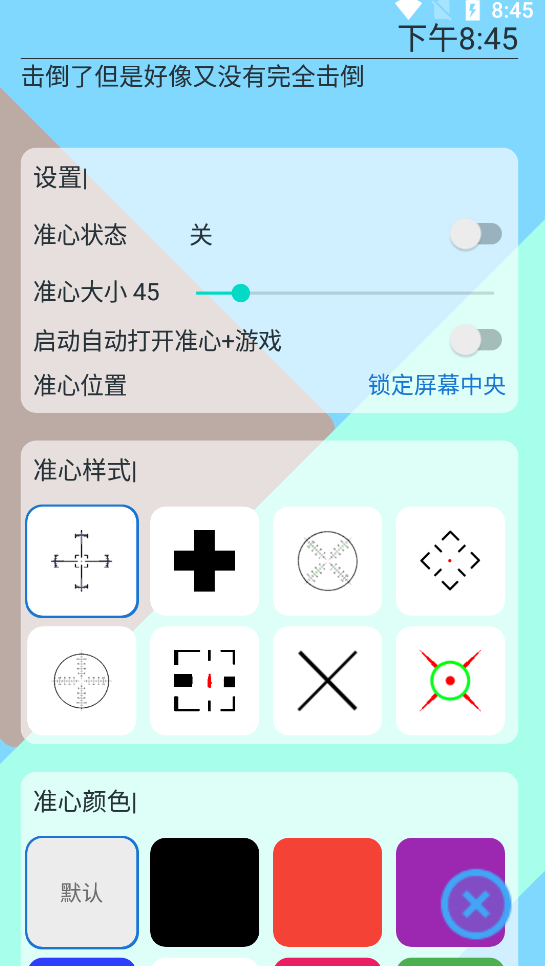 8:45
下午8:45
击倒了但是好像又没有完全击倒
设置|
准心状态 关
准心大小 45
启动自动打开准心+游戏
准心位置 锁定屏幕中央
准心样式|
准心颜色|
默认